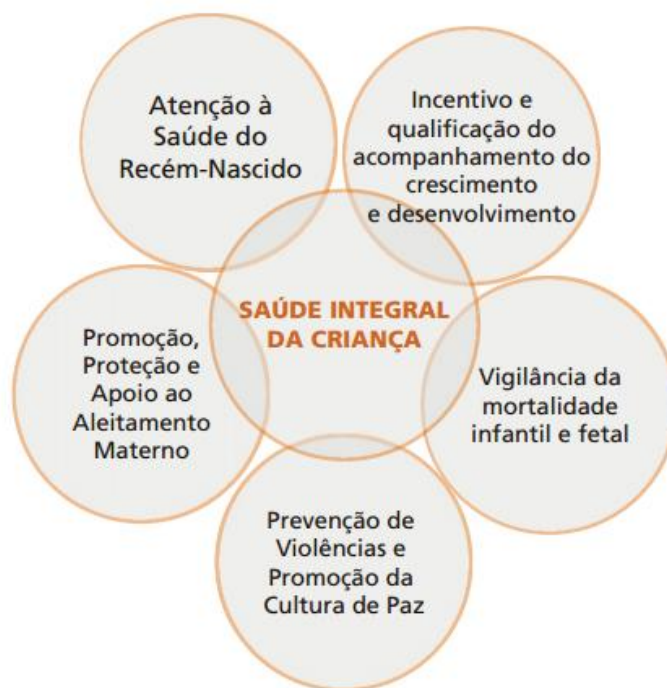 Atenção à
Saúde do
Recém-Nascido
Incentivo e
qualificação do
acompanhamento do
crescimento
e desenvolvimento
SAÚDE INTEGRAL
DA CRIANÇA
Promoção,
Proteção e
Apoio ao
Aleitamento
Materno
Vigilância da
mortalidade
infantil e fetal
Prevenção de
Violências e
Promoção da
Cultura de Paz